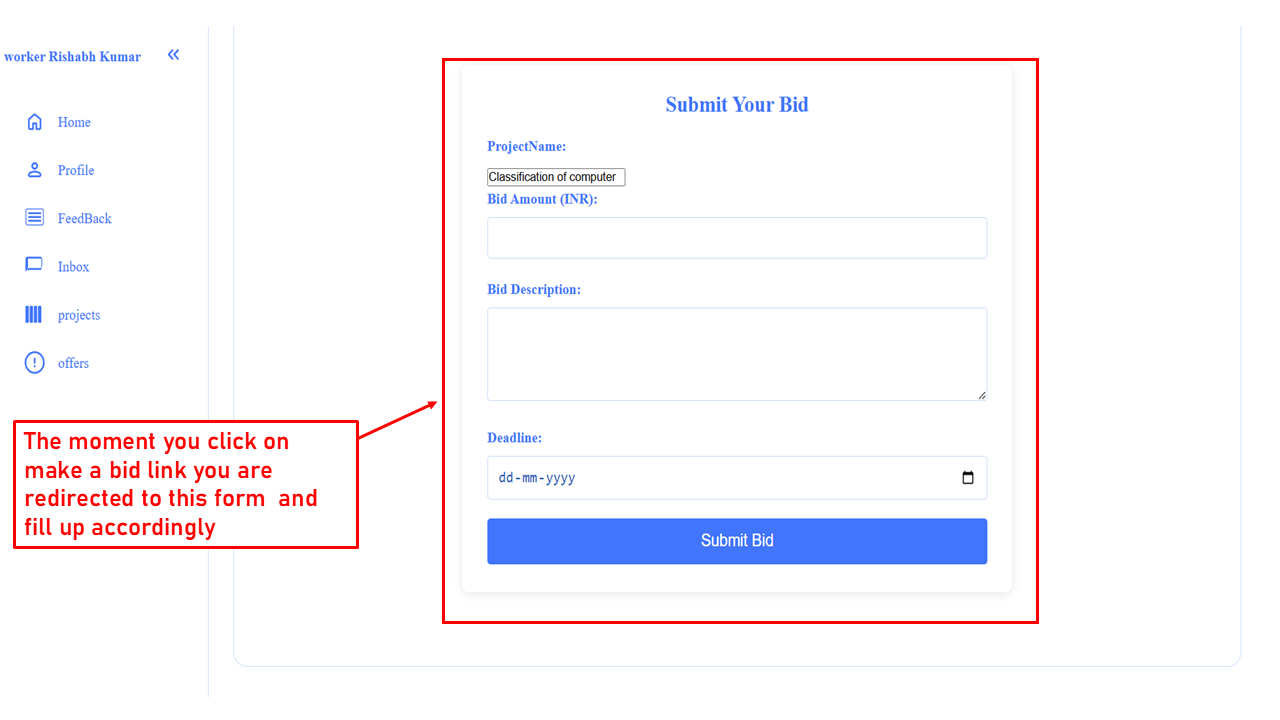 worker Rishabh Kumar
Home
Profile
FeedBack
Inbox
projects
offers
The moment you click on
make a bid link you are
redirected to this form and
fill up accordingly
Submit Your Bid
ProjectName:
Classification of computer
Bid Amount (INR):
Bid Description:
Deadline:
dd-mm-yyyy
Submit Bid